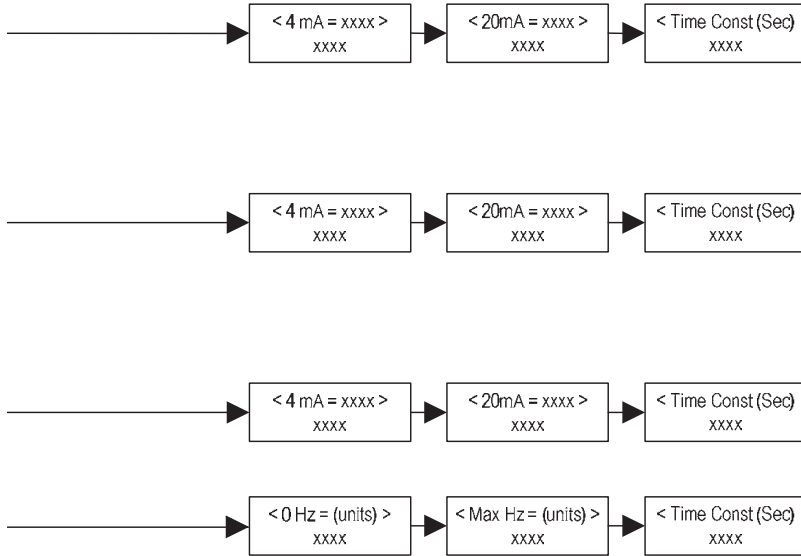 < 4 mA = xxxx >
xxxx
< 20mA = xxxx >
xxxx
< Time Const (Sec)
xxxx
< 4 mA = xxxx >
xxxx
< 20mA = xxxx >
xxxx
< Time Const (Sec)
xxxx
< 4 mA = xxxx >
xxxx
< 20mA = xxxx >
xxxx
< Time Const (Sec)
xxxx
< 0 Hz = (units) >
xxxx
< Max Hz = (units) >
xxxx
< Time Const (Sec)
xxxx